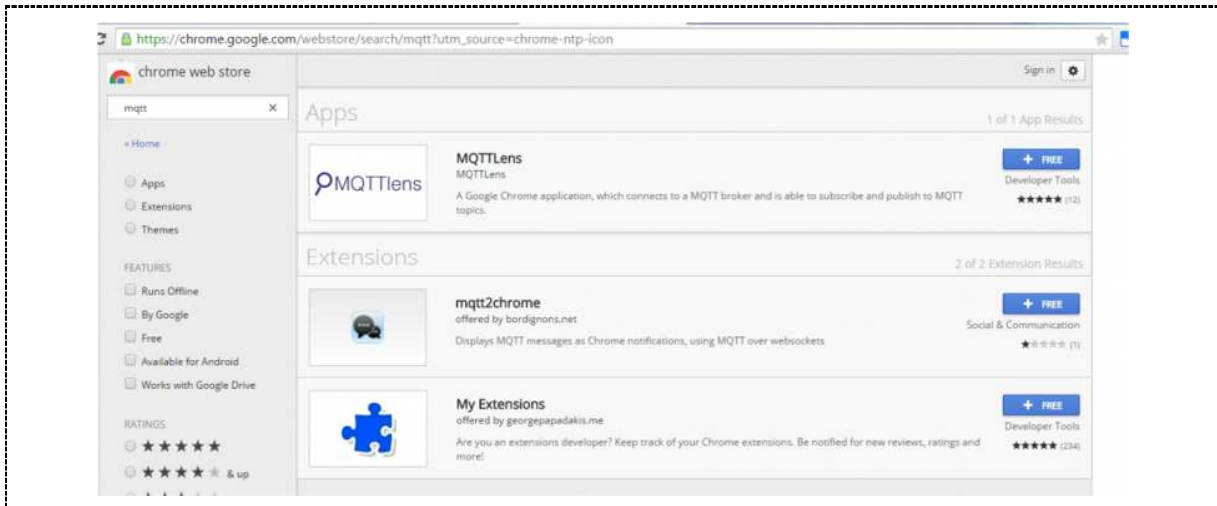 https://chrome.google.com/webstore/search/mqtt?utm_source=chrome-ntp-icon
chrome web store
Sign in
mqtt
Apps
1 of 1 App Results
« Home
Apps
Extensions
Themes
FEATURES
Runs Offline
By Google
Free
Available for Android
Works with Google Drive
RATINGS
& up
MQTTlens
MQTTLens
MQTTLens
A Google Chrome application, which connects to a MQTT broker and is able to subscribe and publish to MQTT
topics.
+ FREE
Developer Tools
(12)
Extensions
2 of 2 Extension Results
mqtt2chrome
offered by bordignons.net
Displays MQTT messages as Chrome notifications, using MQTT over websockets
+ FREE
Social & Communication
(1)
My Extensions
offered by georgepapadakis.me
Are you an extensions developer? Keep track of your Chrome extensions. Be notified for new reviews, ratings and
more!
+ FREE
Developer Tools
(234)